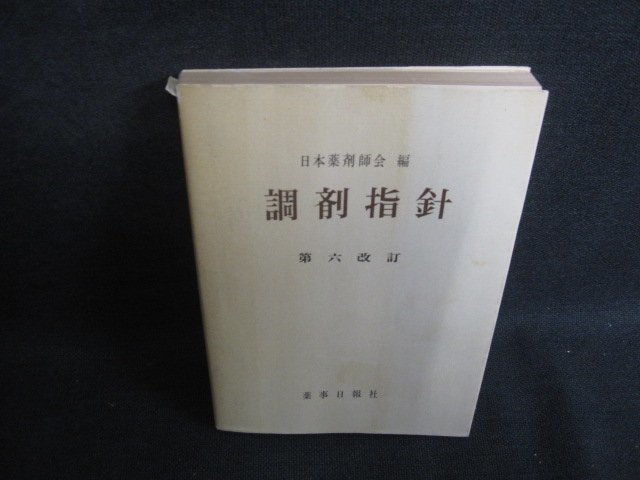 日本薬剤師会 編
調剤指針
第六改訂
薬事日報社